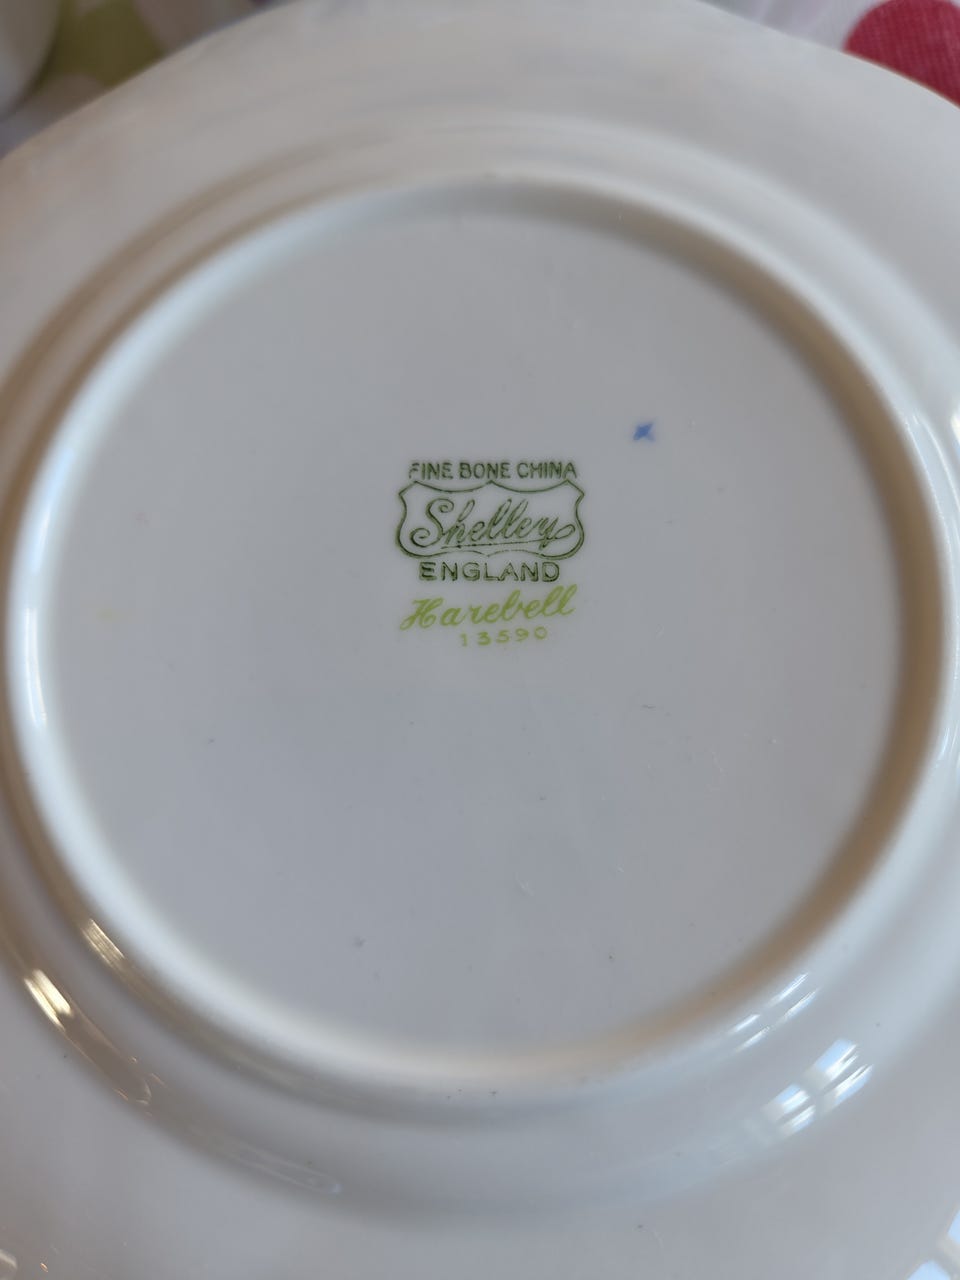 FINE BONE CHINA
Shelley
ENGLAND
Harebell
13590